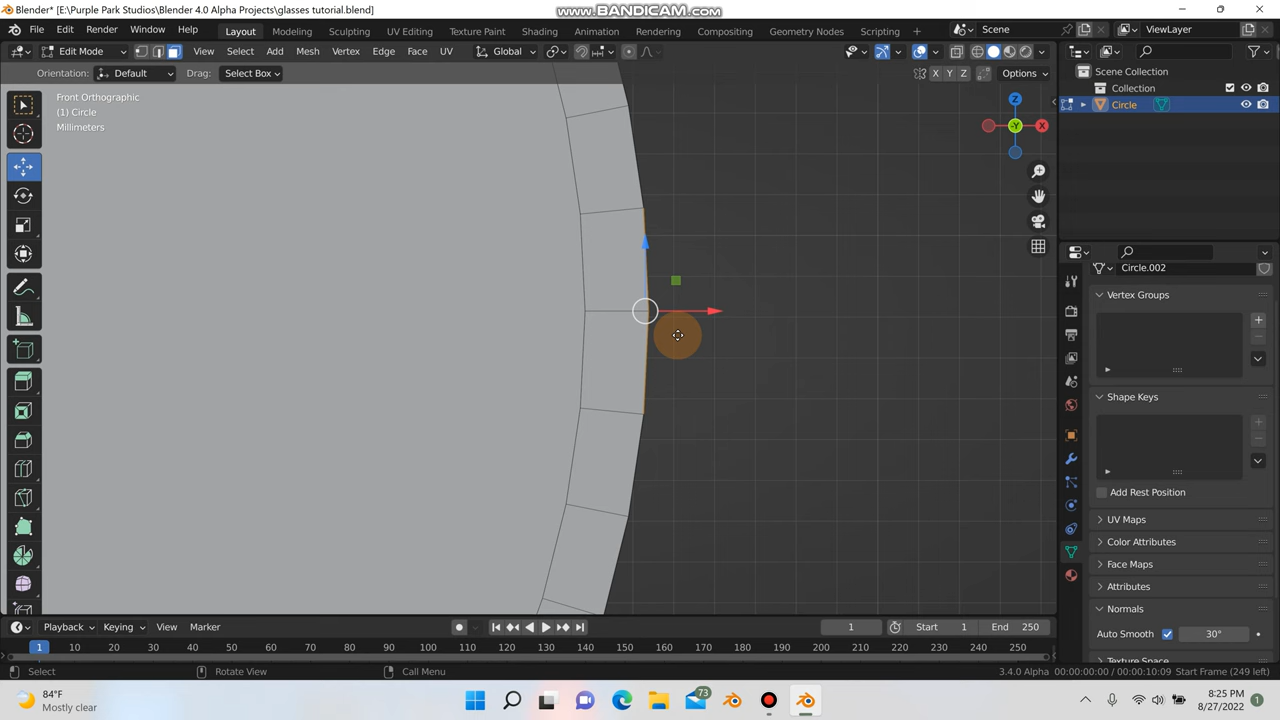 Blender* [E:\Purple Park Studios\Blender 4.0 Alpha Projects\glasses tutorial.blend]
www.BANDICAM.com
File Edit Render Window Help Layout Modeling Sculpting UV Editing Texture Paint Shading Animation Rendering Compositing Geometry Nodes Scripting + Scene ViewLayer
Edit Mode View Select Add Mesh Vertex Edge Face UV Global
Orientation: Default Drag: Select Box X Y Z Options
Front Orthographic
(1) Circle
Millimeters
Z
-Y
X
Scene Collection
Collection
Circle
Circle.002
Vertex Groups
Shape Keys
Add Rest Position
UV Maps
Color Attributes
Face Maps
Attributes
Normals
Auto Smooth 30°
Texture Space
Playback Keying View Marker 1 Start 1 End 250
1 10 20 30 40 50 60 70 80 90 100 110 120 130 140 150 160 170 180 190 200 210 220 230 240 250
Select Rotate View Call Menu 3.4.0 Alpha 00:00:00:00 / 00:00:10:09 Start Frame (249 left)
84°F
Mostly clear
73
8:25 PM
8/27/2022
1